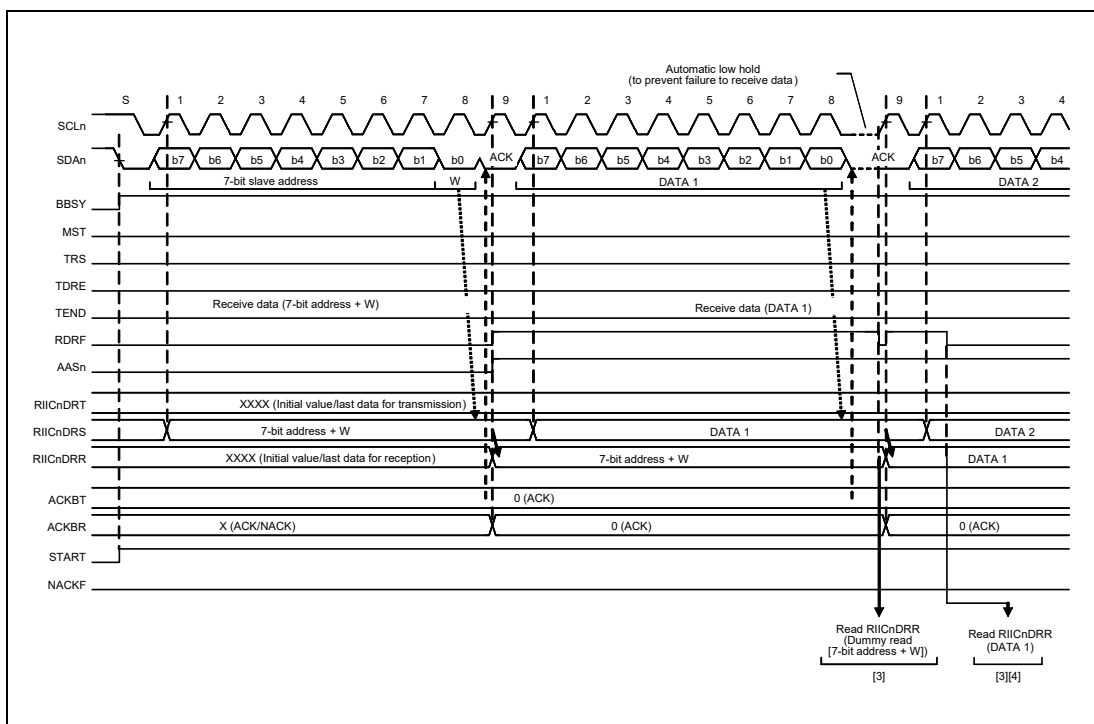 Automatic low hold
(to prevent failure to receive data)
S 1 2 3 4 5 6 7 8 9 1 2 3 4 5 6 7 8 9 1 2 3 4
SCLn
SDAn b7 b6 b5 b4 b3 b2 b1 b0 ACK b7 b6 b5 b4 b3 b2 b1 b0 ACK b7 b6 b5 b4
7-bit slave address W DATA 1 DATA 2
BBSY
MST
TRS
TDRE
Receive data (7-bit address + W) Receive data (DATA 1)
TEND
RDRF
AASn
RIICnDRT XXXX (Initial value/last data for transmission)
RIICnDRS 7-bit address + W DATA 1 DATA 2
RIICnDRR XXXX (Initial value/last data for reception) 7-bit address + W DATA 1
ACKBT 0 (ACK)
ACKBR X (ACK/NACK) 0 (ACK) 0 (ACK)
START
NACKF
Read RIICnDRR
(Dummy read
[7-bit address + W])
[3]
Read RIICnDRR
(DATA 1)
[3][4]